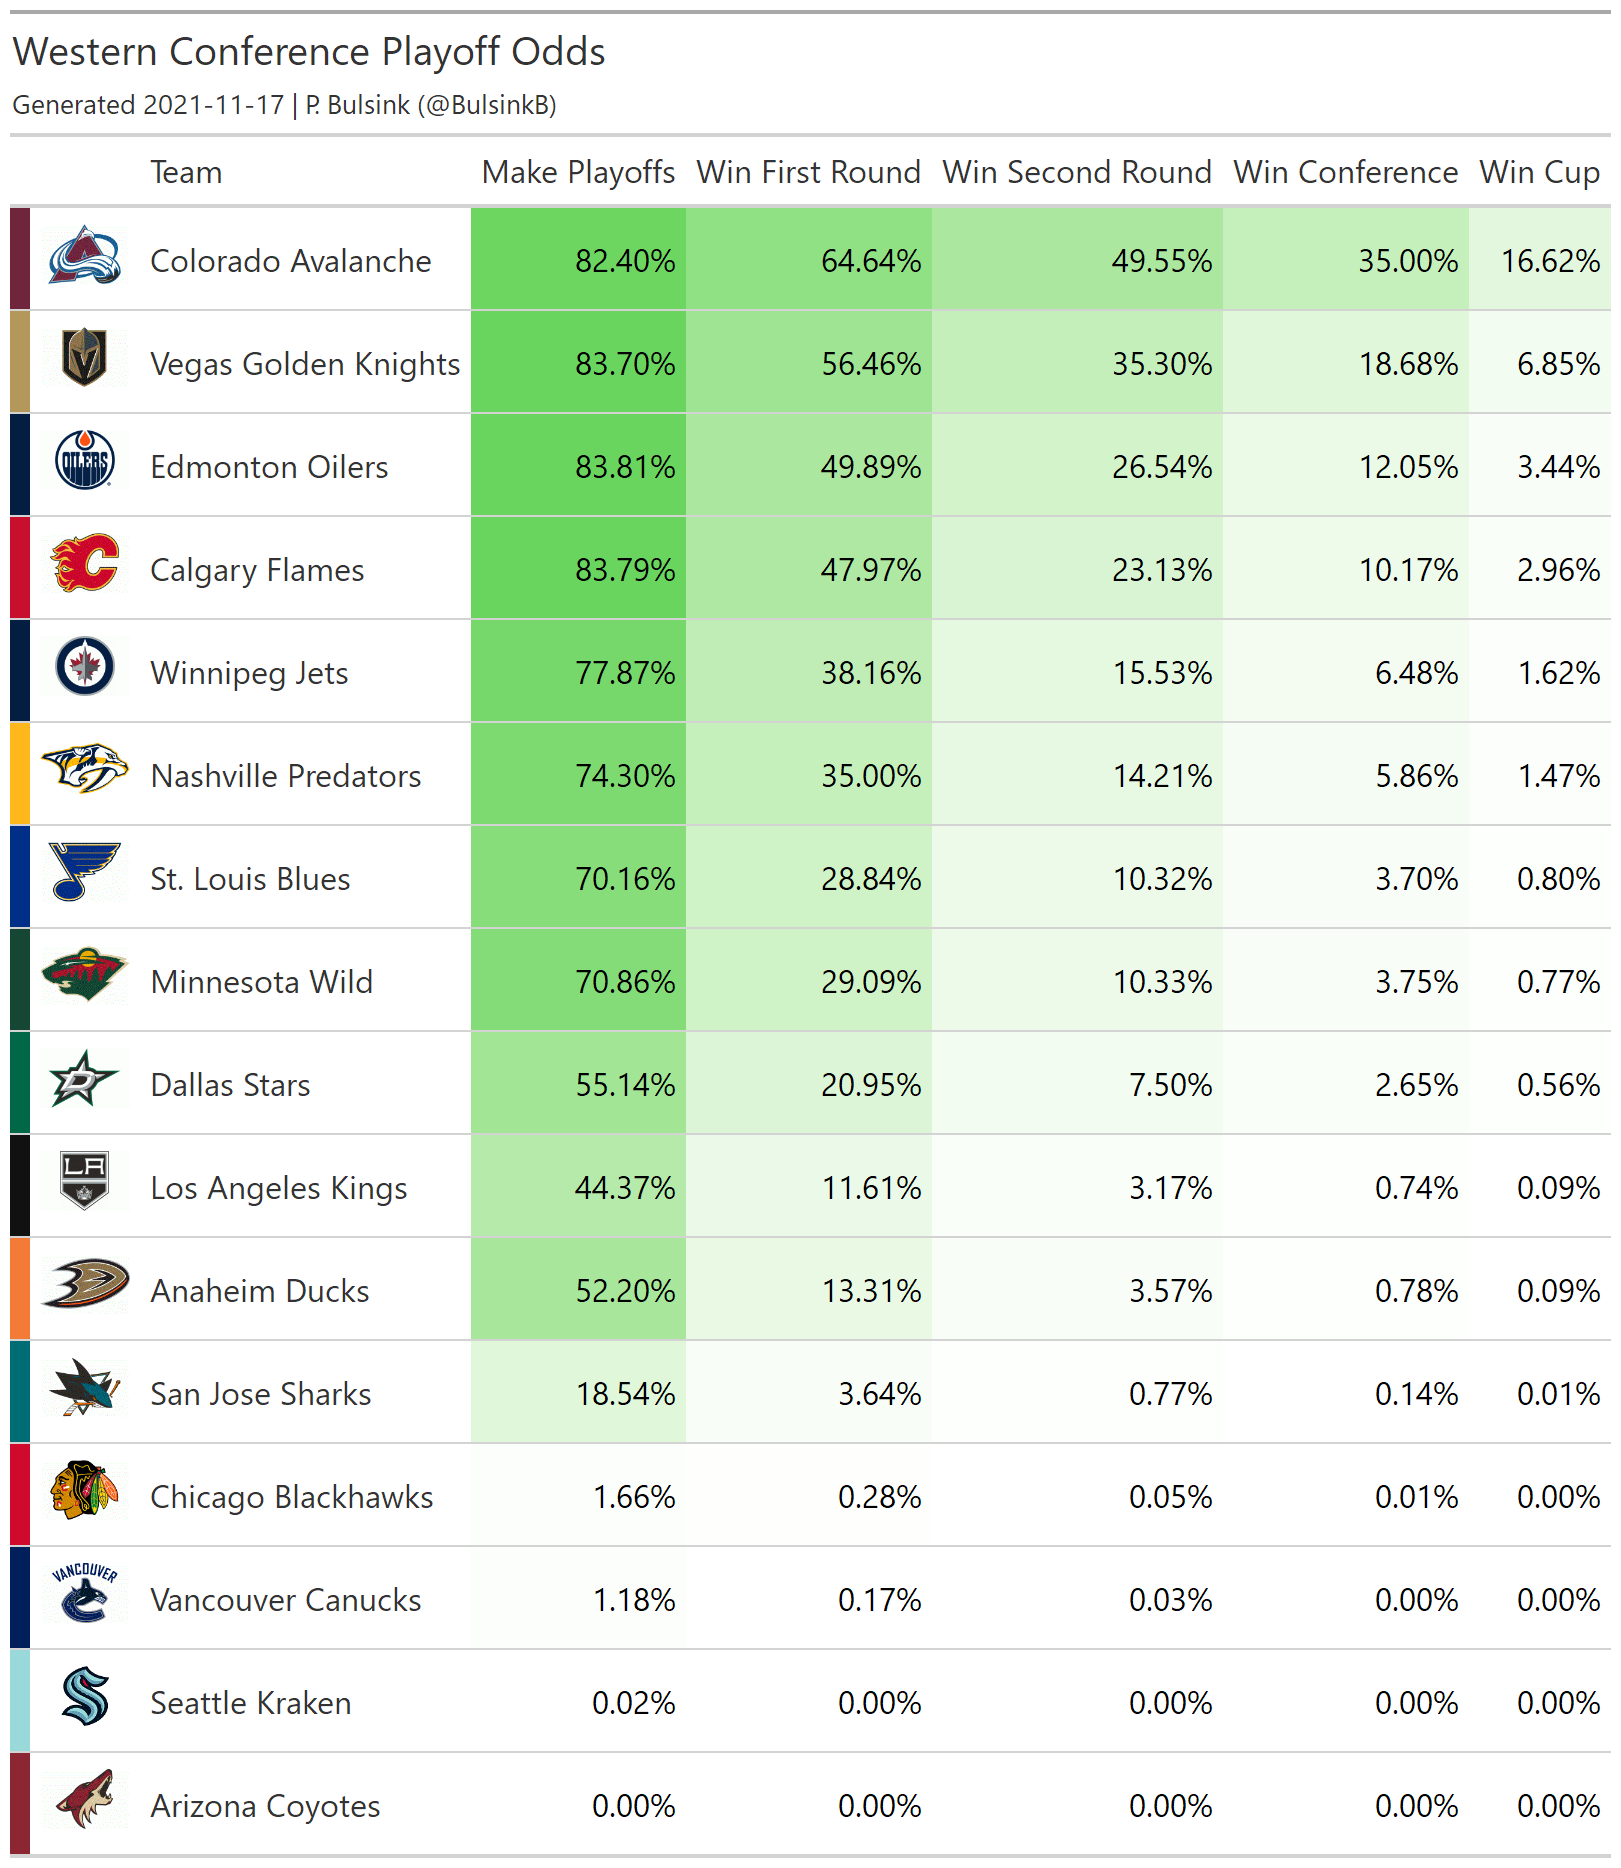 Western Conference Playoff Odds
Generated 2021-11-17 | P. Bulsink (@BulsinkB)
Team Make Playoffs Win First Round Win Second Round Win Conference Win Cup
Colorado Avalanche 82.40% 64.64% 49.55% 35.00% 16.62%
Vegas Golden Knights 83.70% 56.46% 35.30% 18.68% 6.85%
OILERS Edmonton Oilers 83.81% 49.89% 26.54% 12.05% 3.44%
C Calgary Flames 83.79% 47.97% 23.13% 10.17% 2.96%
Winnipeg Jets 77.87% 38.16% 15.53% 6.48% 1.62%
Nashville Predators 74.30% 35.00% 14.21% 5.86% 1.47%
St. Louis Blues 70.16% 28.84% 10.32% 3.70% 0.80%
Minnesota Wild 70.86% 29.09% 10.33% 3.75% 0.77%
D Dallas Stars 55.14% 20.95% 7.50% 2.65% 0.56%
LA Los Angeles Kings 44.37% 11.61% 3.17% 0.74% 0.09%
Anaheim Ducks 52.20% 13.31% 3.57% 0.78% 0.09%
San Jose Sharks 18.54% 3.64% 0.77% 0.14% 0.01%
Chicago Blackhawks 1.66% 0.28% 0.05% 0.01% 0.00%
VANCOUVER Vancouver Canucks 1.18% 0.17% 0.03% 0.00% 0.00%
Seattle Kraken 0.02% 0.00% 0.00% 0.00% 0.00%
Arizona Coyotes 0.00% 0.00% 0.00% 0.00% 0.00%